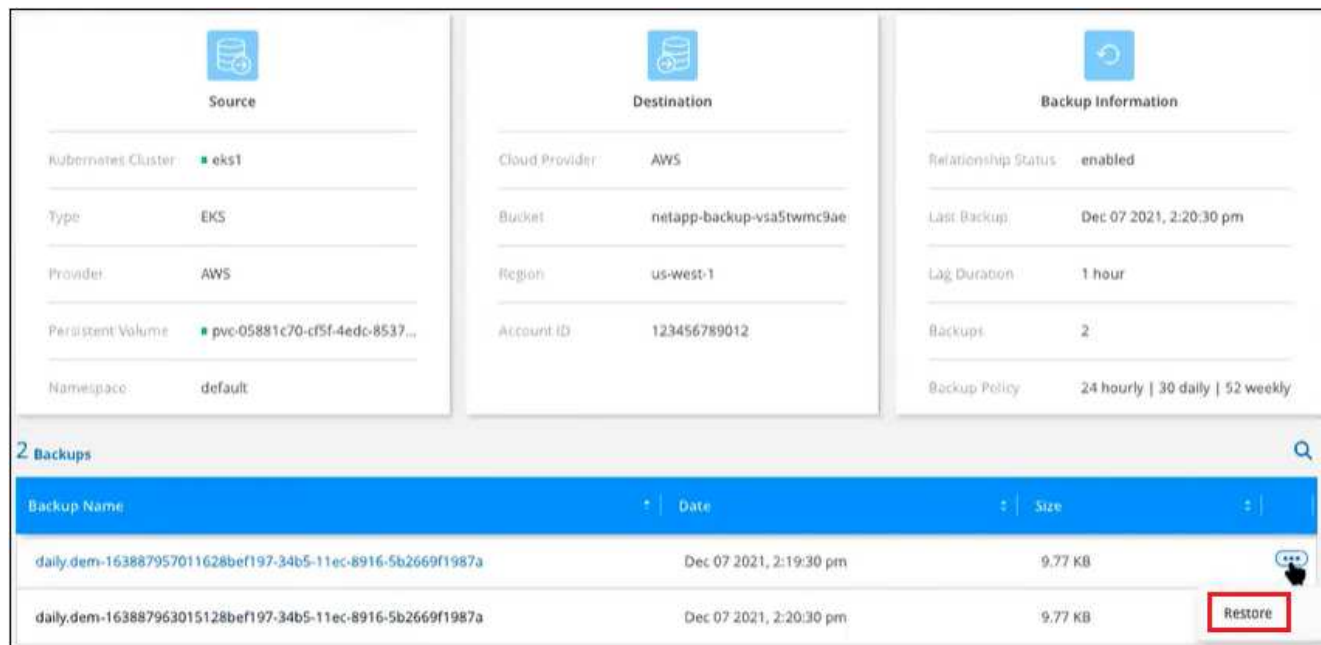 Source
Kubernetes Cluster eks1
Type EKS
Provider AWS
Persistent Volume pvc-05881c70-cf5f-4edc-8537...
Namespace default
Destination
Cloud Provider AWS
Bucket netapp-backup-vsa5twmc9ae
Region us-west-1
Account ID 123456789012
Backup Information
Relationship Status enabled
Last Backup Dec 07 2021, 2:20:30 pm
Lag Duration 1 hour
Backups 2
Backup Policy 24 hourly | 30 daily | 52 weekly
2 Backups
Backup Name Date Size
daily.dem-163887957011628bef197-34b5-11ec-8916-5b2669f1987a Dec 07 2021, 2:19:30 pm 9.77 KB
daily.dem-163887963015128bef197-34b5-11ec-8916-5b2669f1987a Dec 07 2021, 2:20:30 pm 9.77 KB
Restore